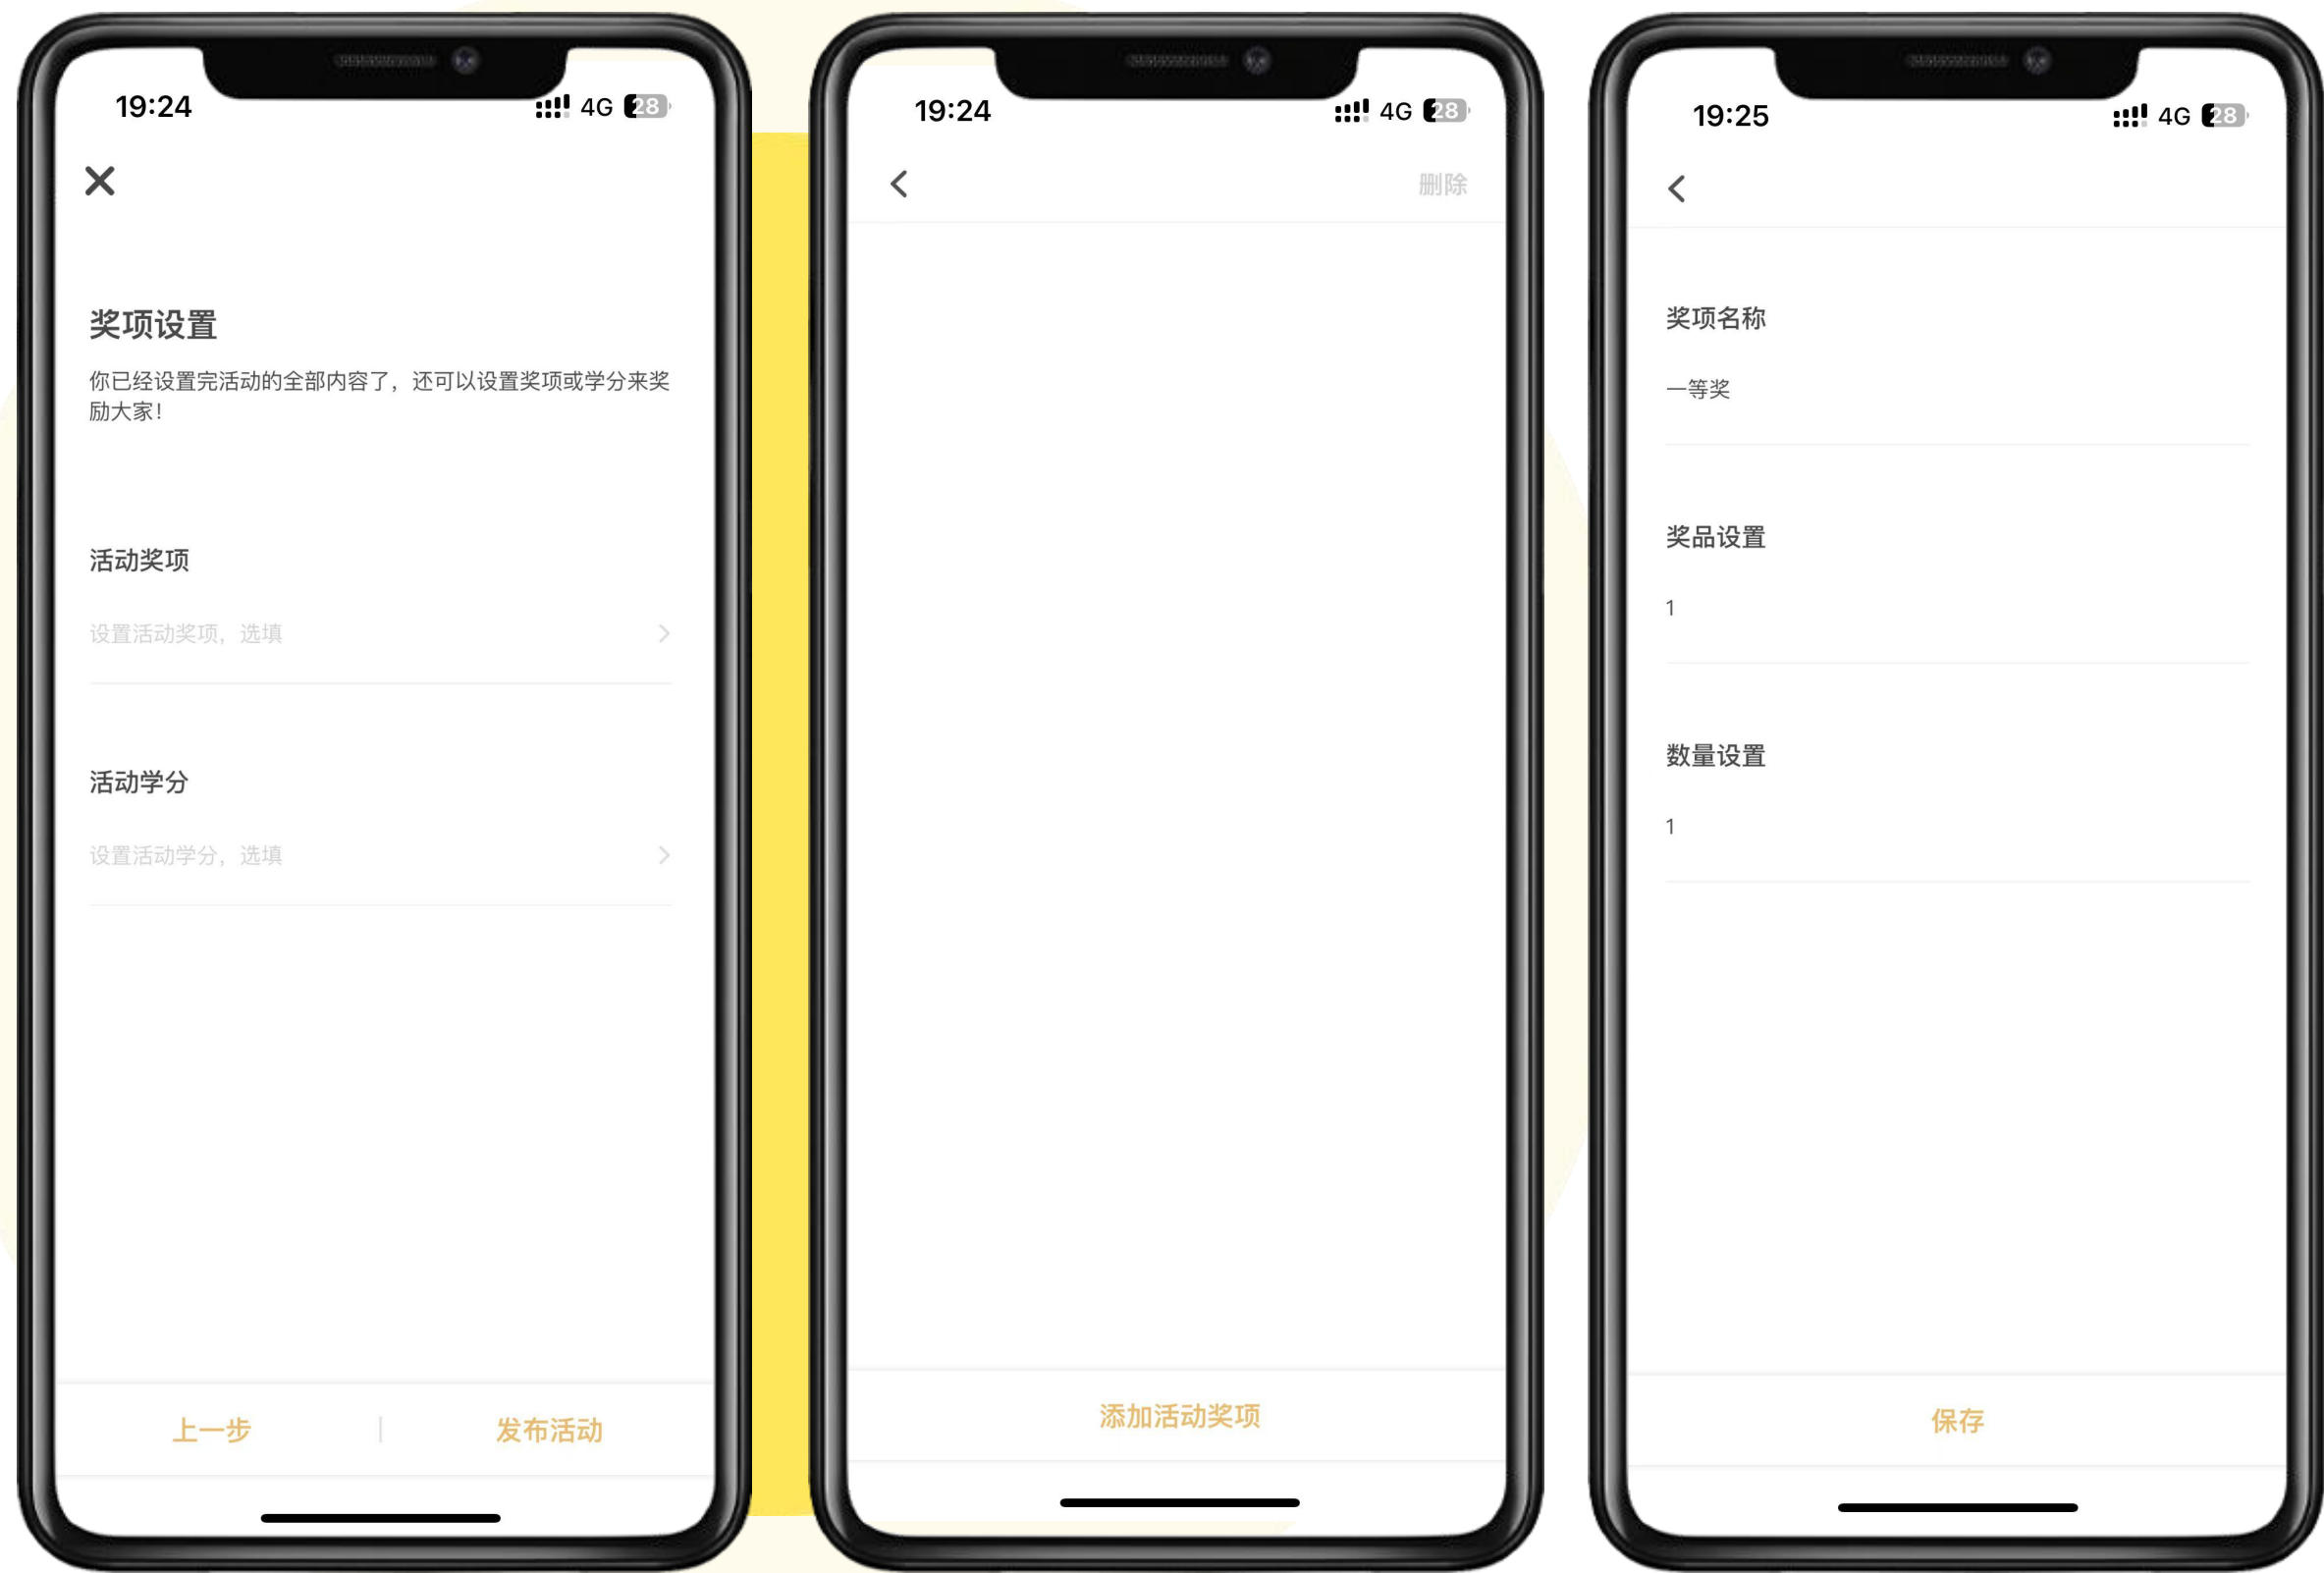 19:24
4G 28
奖项设置
你已经设置完活动的全部内容了，还可以设置奖项或学分来奖
励大家！
活动奖项
设置活动奖项，选填
活动学分
设置活动学分，选填
上一步
发布活动
19:24
4G 28
删除
添加活动奖项
19:25
4G 28
奖项名称
一等奖
奖品设置
1
数量设置
1
保存